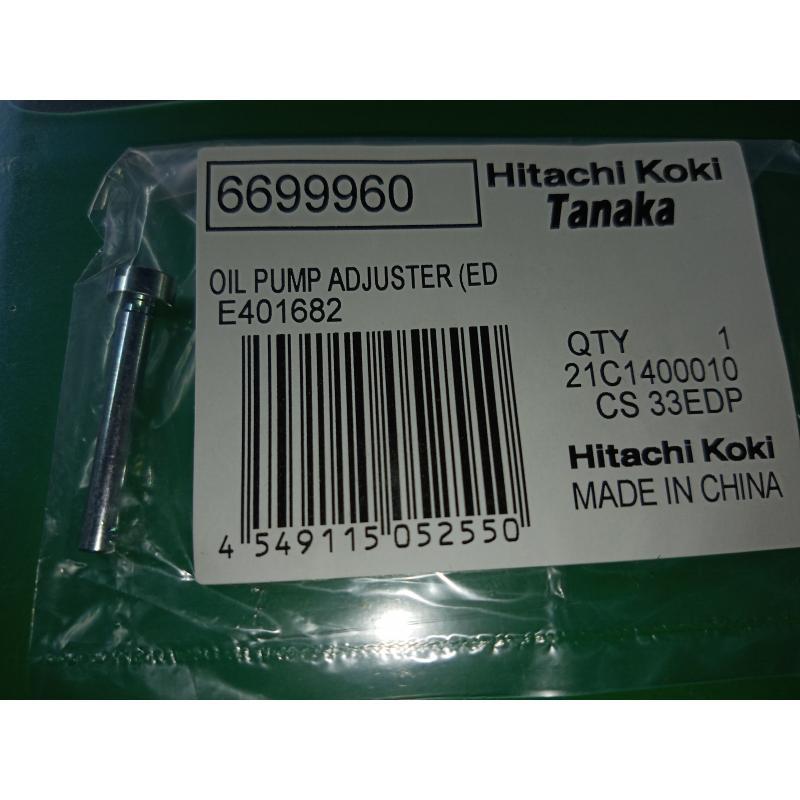 6699960
Hitachi Koki
Tanaka
OIL PUMP ADJUSTER (ED
E401682
QTY 1
21C1400010
CS 33EDP
Hitachi Koki
MADE IN CHINA
4 549115 052550